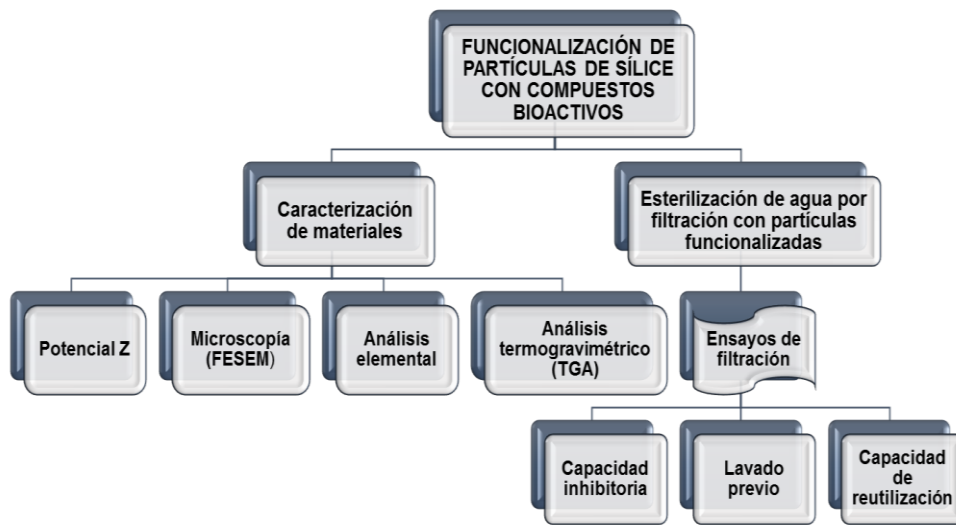 FUNCIONALIZACIÓN DE
PARTÍCULAS DE SÍLICE
CON COMPUESTOS
BIOACTIVOS
Caracterización
de materiales
Esterilización de agua por
filtración con partículas
funcionalizadas
Potencial Z
Microscopía
(FESEM)
Análisis
elemental
Análisis
termogravimétrico
(TGA)
Ensayos de
filtración
Capacidad
inhibitoria
Lavado
previo
Capacidad
de
reutilización